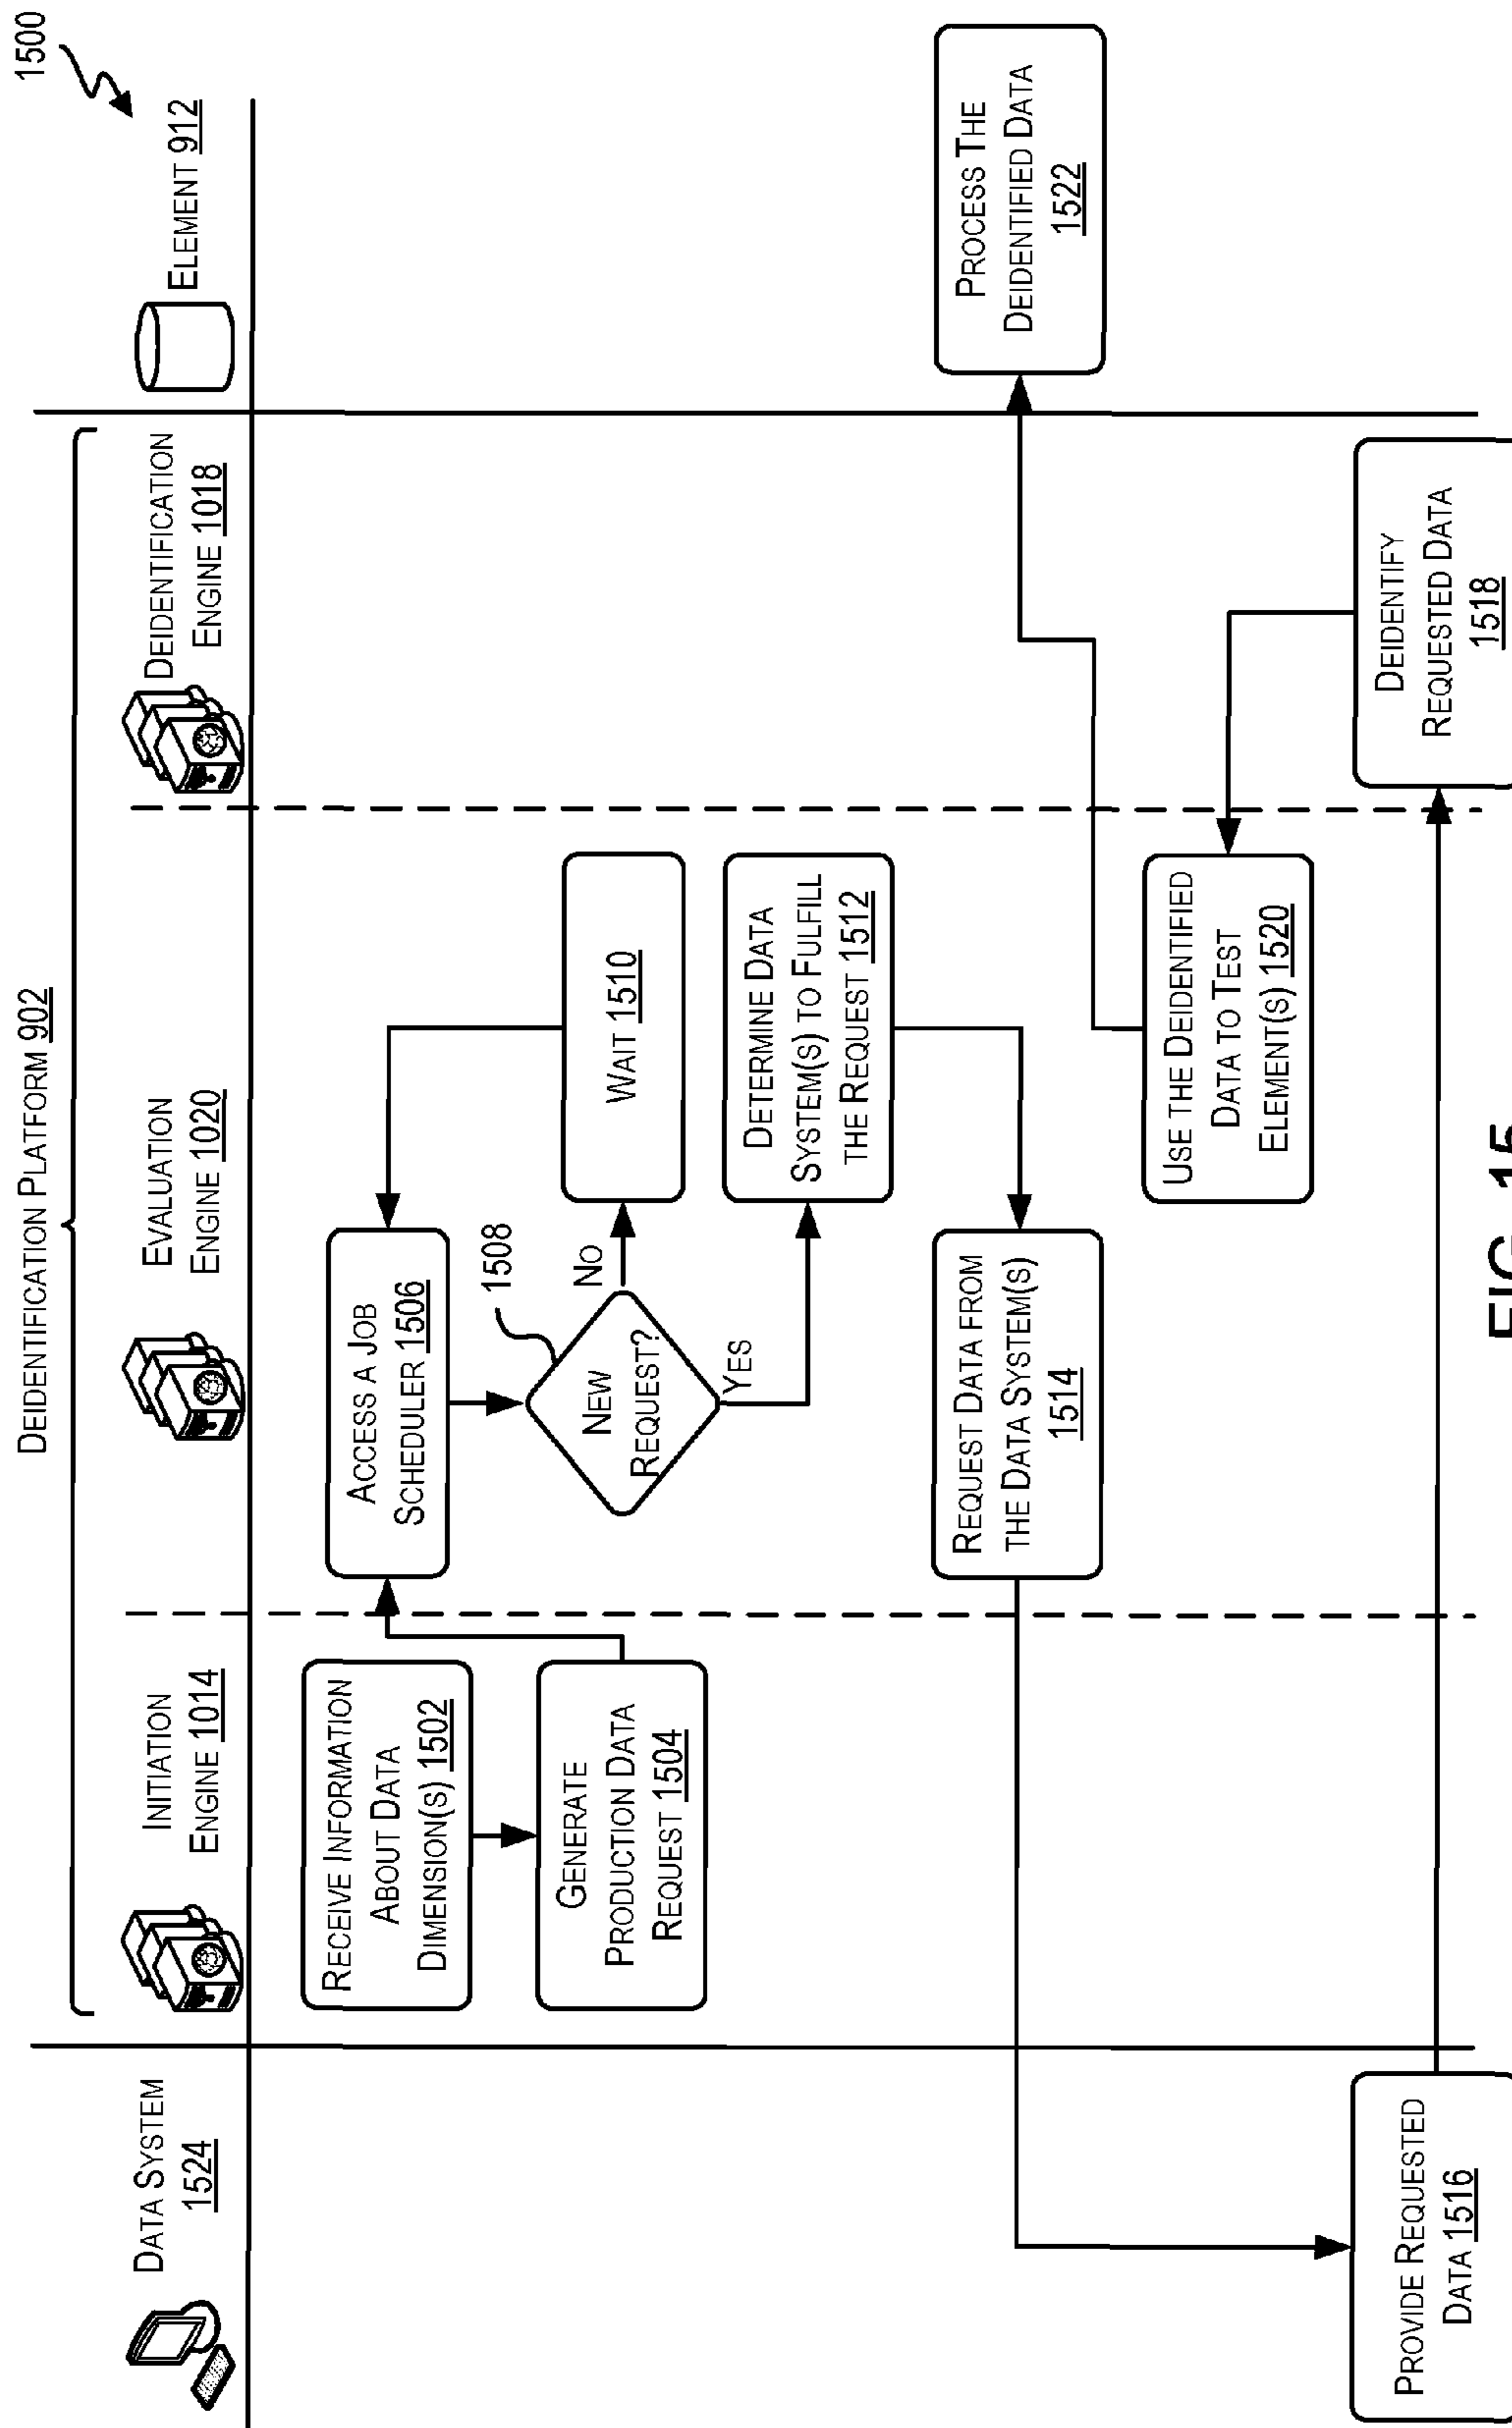 1500
DEIDENTIFICATION PLATFORM 902
DATA SYSTEM
1524
INITIATION
ENGINE 1014
EVALUATION
ENGINE 1020
DEIDENTIFICATION
ENGINE 1018
ELEMENT 912
RECEIVE INFORMATION
ABOUT DATA
DIMENSION(S) 1502
GENERATE
PRODUCTION DATA
REQUEST 1504
ACCESS A JOB
SCHEDULER 1506
1508
NEW
REQUEST?
NO
YES
WAIT 1510
DETERMINE DATA
SYSTEM(S) TO FULFILL
THE REQUEST 1512
REQUEST DATA FROM
THE DATA SYSTEM(S)
1514
PROVIDE REQUESTED
DATA 1516
DEIDENTIFY
REQUESTED DATA
1518
USE THE DEIDENTIFIED
DATA TO TEST
ELEMENT(S) 1520
PROCESS THE
DEIDENTIFIED DATA
1522
FIG. 15